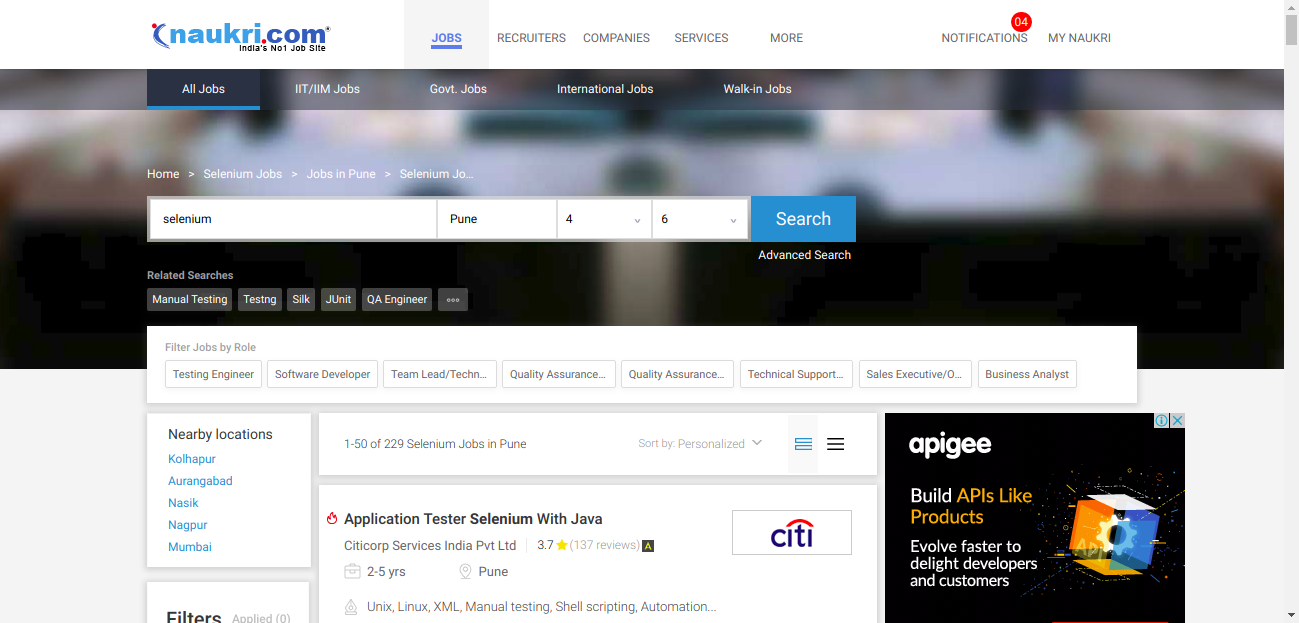 naukri.com
India's No1 Job Site
JOBS
RECRUITERS
COMPANIES
SERVICES
MORE
04
NOTIFICATIONS
MY NAUKRI
All Jobs
IIT/IIM Jobs
Govt. Jobs
International Jobs
Walk-in Jobs
Home > Selenium Jobs > Jobs in Pune > Selenium Jo...
selenium
Pune
4
6
Search
Advanced Search
Related Searches
Manual Testing
Testng
Silk
JUnit
QA Engineer
Filter Jobs by Role
Testing Engineer
Software Developer
Team Lead/Techn...
Quality Assurance...
Quality Assurance...
Technical Support...
Sales Executive/O...
Business Analyst
Nearby locations
Kolhapur
Aurangabad
Nasik
Nagpur
Mumbai
Filters Applied (0)
1-50 of 229 Selenium Jobs in Pune
Sort by: Personalized
Application Tester Selenium With Java
Citicorp Services India Pvt Ltd
3.7 (137 reviews) A
2-5 yrs
Pune
Unix, Linux, XML, Manual testing, Shell scripting, Automation...
citi
apigee
Build APIs Like
Products
Evolve faster to
delight developers
and customers